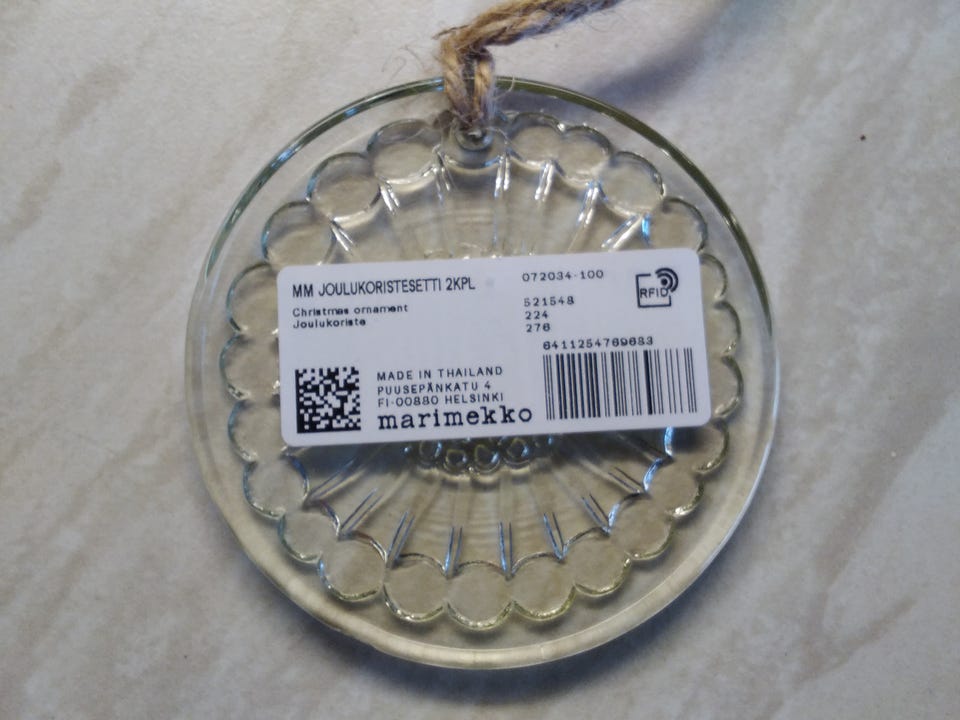 MM JOULUKORISTESETTI 2KPL
Christmas ornament
Joulukoriste
072034-100
521548
224
276
RFID
6411254769683
MADE IN THAILAND
PUUSEPÄNKATU 4
FI-00880 HELSINKI
marimekko